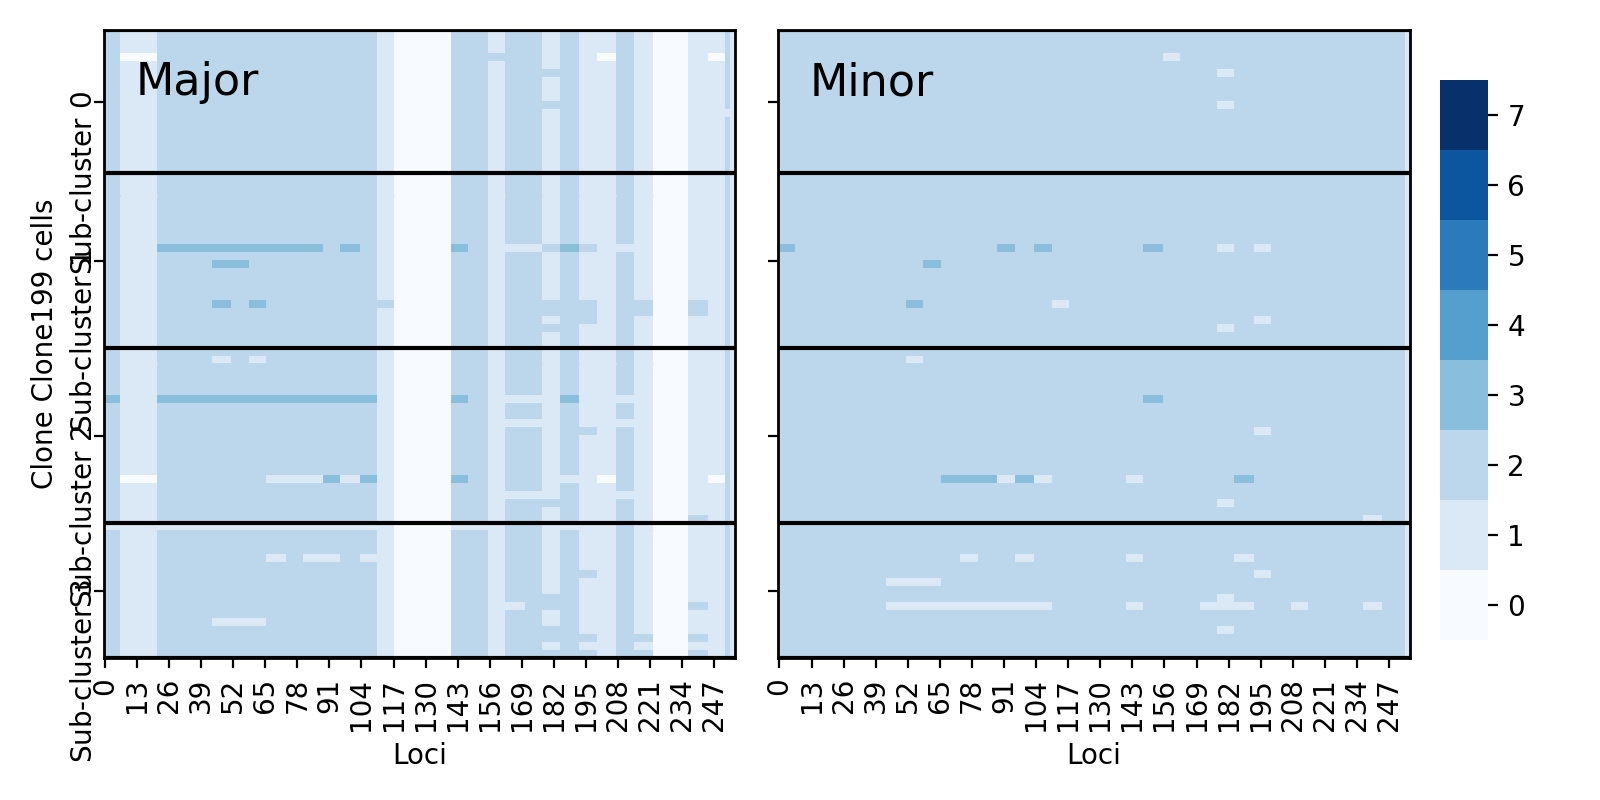 Major
Minor
Clone Clone199 cells
Sub-cluster 0
Sub-cluster 1
Sub-cluster 2
Sub-cluster 3
0 13 26 39 52 65 78 91 104 117 130 143 156 169 182 195 208 221 234 247
Loci
0 13 26 39 52 65 78 91 104 117 130 143 156 169 182 195 208 221 234 247
Loci
7
6
5
4
3
2
1
0